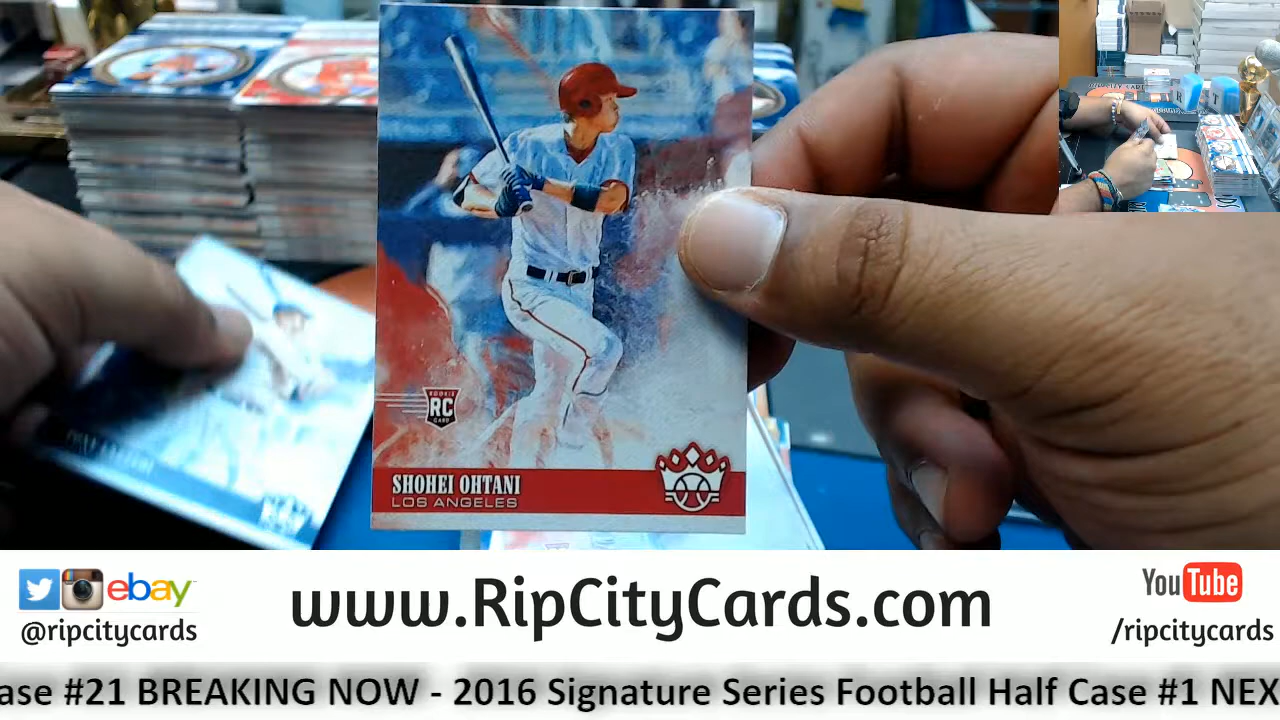 ROOKIE
RC
CARD
SHOHEI OHTANI
LOS ANGELES
ebay
@ripcitycards
www.RipCityCards.com
YouTube
/ripcitycards
ase #21 BREAKING NOW - 2016 Signature Series Football Half Case #1 NEX